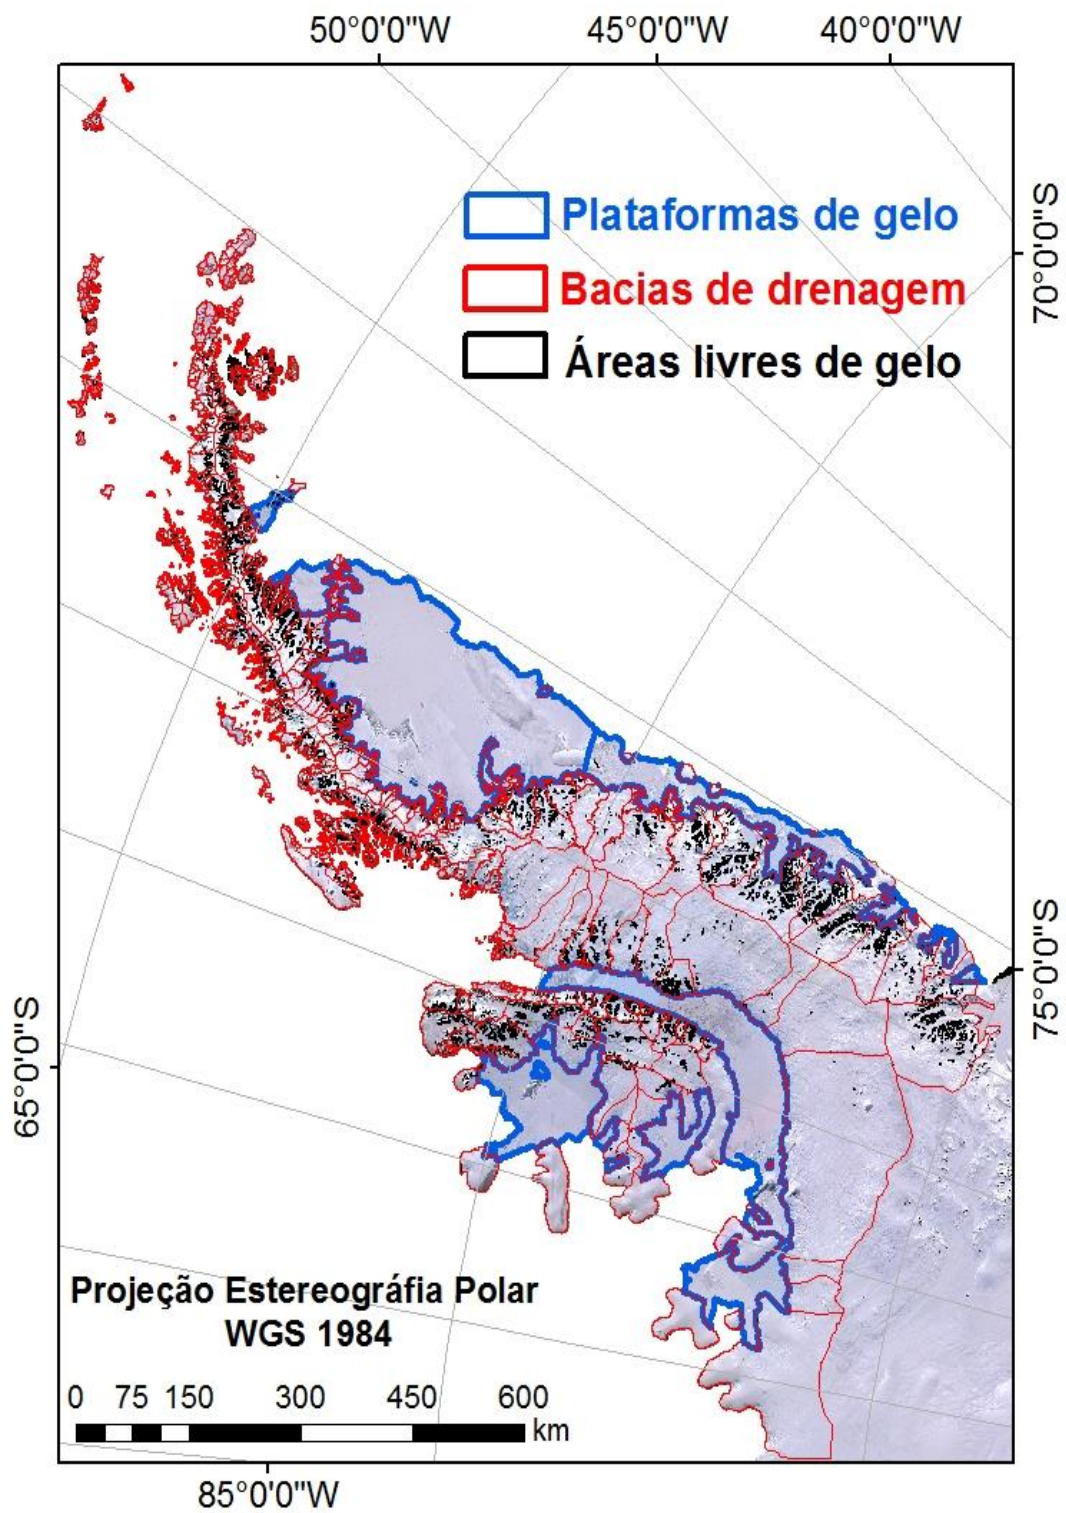 50°0'0"W 45°0'0"W 40°0'0"W
70°0'0"S
Plataformas de gelo
Bacias de drenagem
Áreas livres de gelo
75°0'0"S
65°0'0"S
Projeção Estereográfia Polar
WGS 1984
0 75 150 300 450 600
km
85°0'0"W